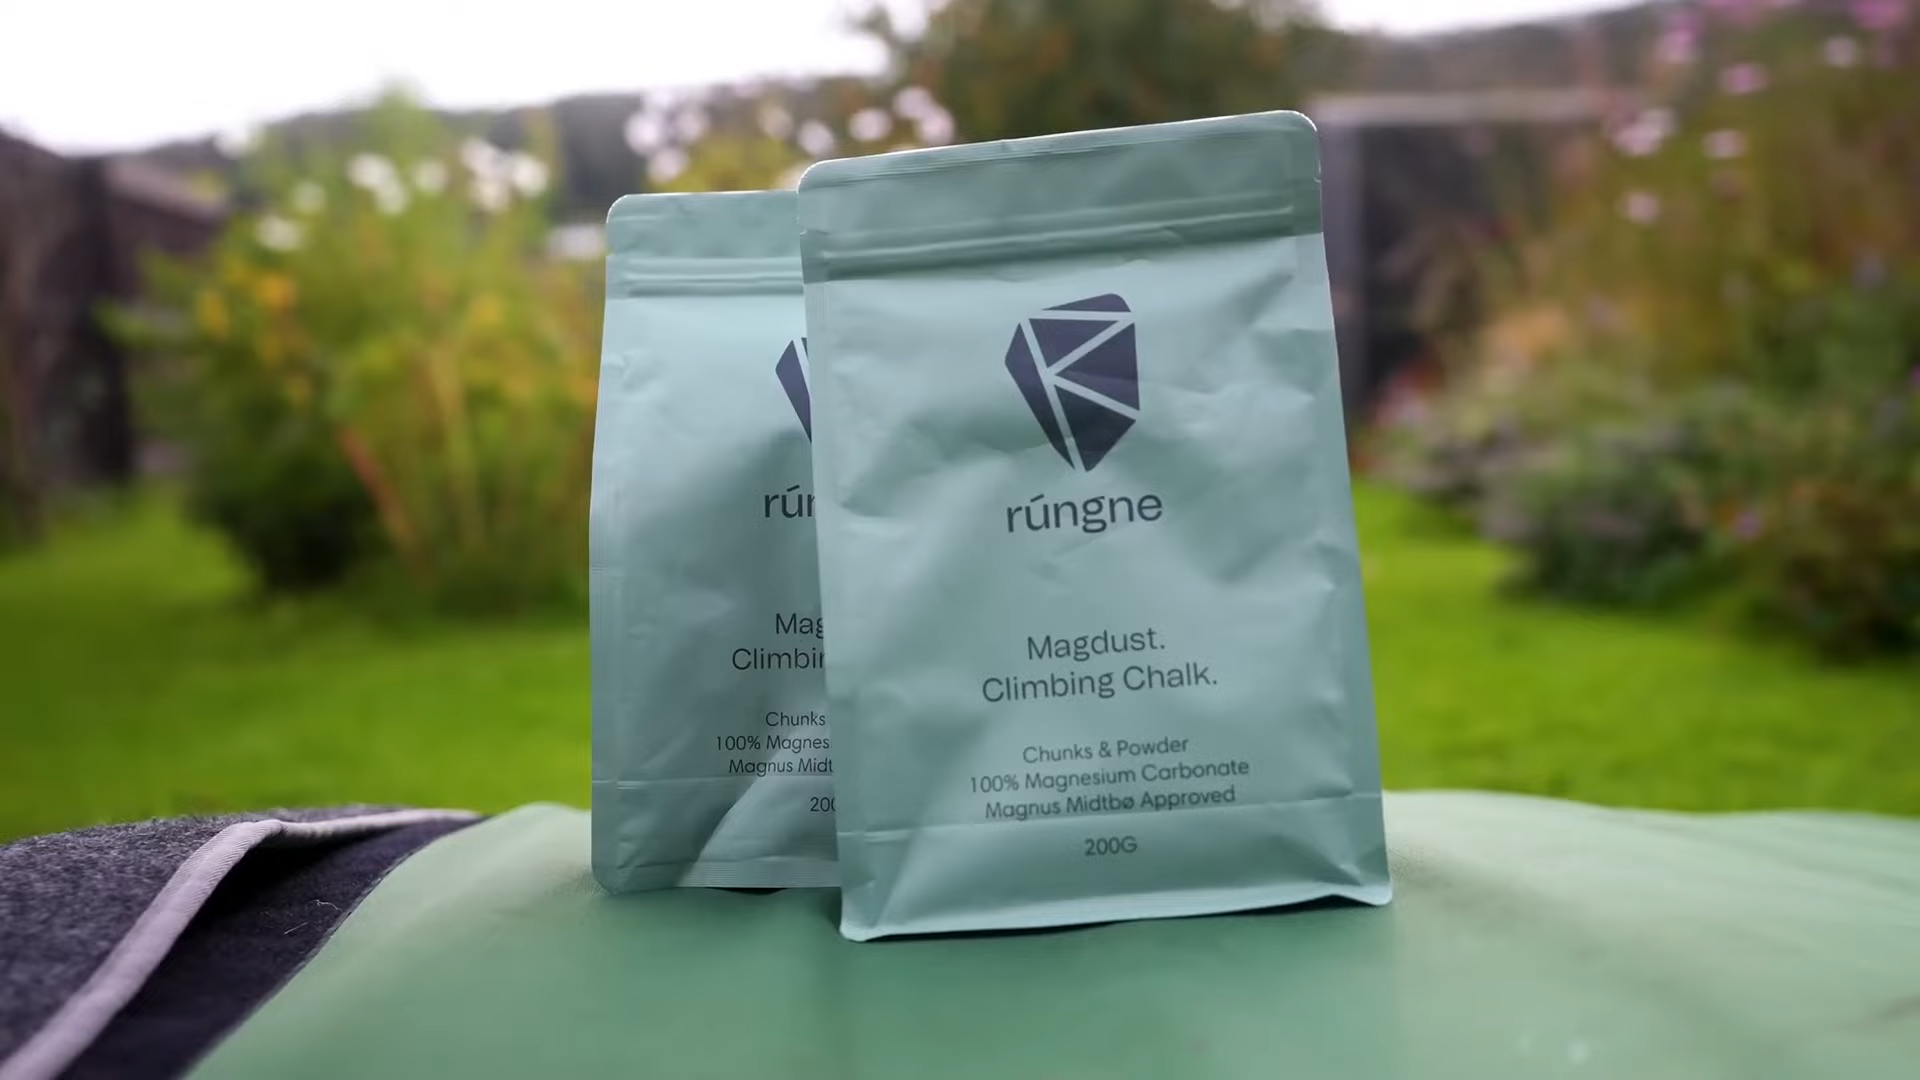 rúngne
Magdust.
Climbing Chalk.
Chunks & Powder
100% Magnesium Carbonate
Magnus Midtbø Approved
200G
rún
Mag
Climbin
Chunks
100% Magnes
Magnus Midt
200